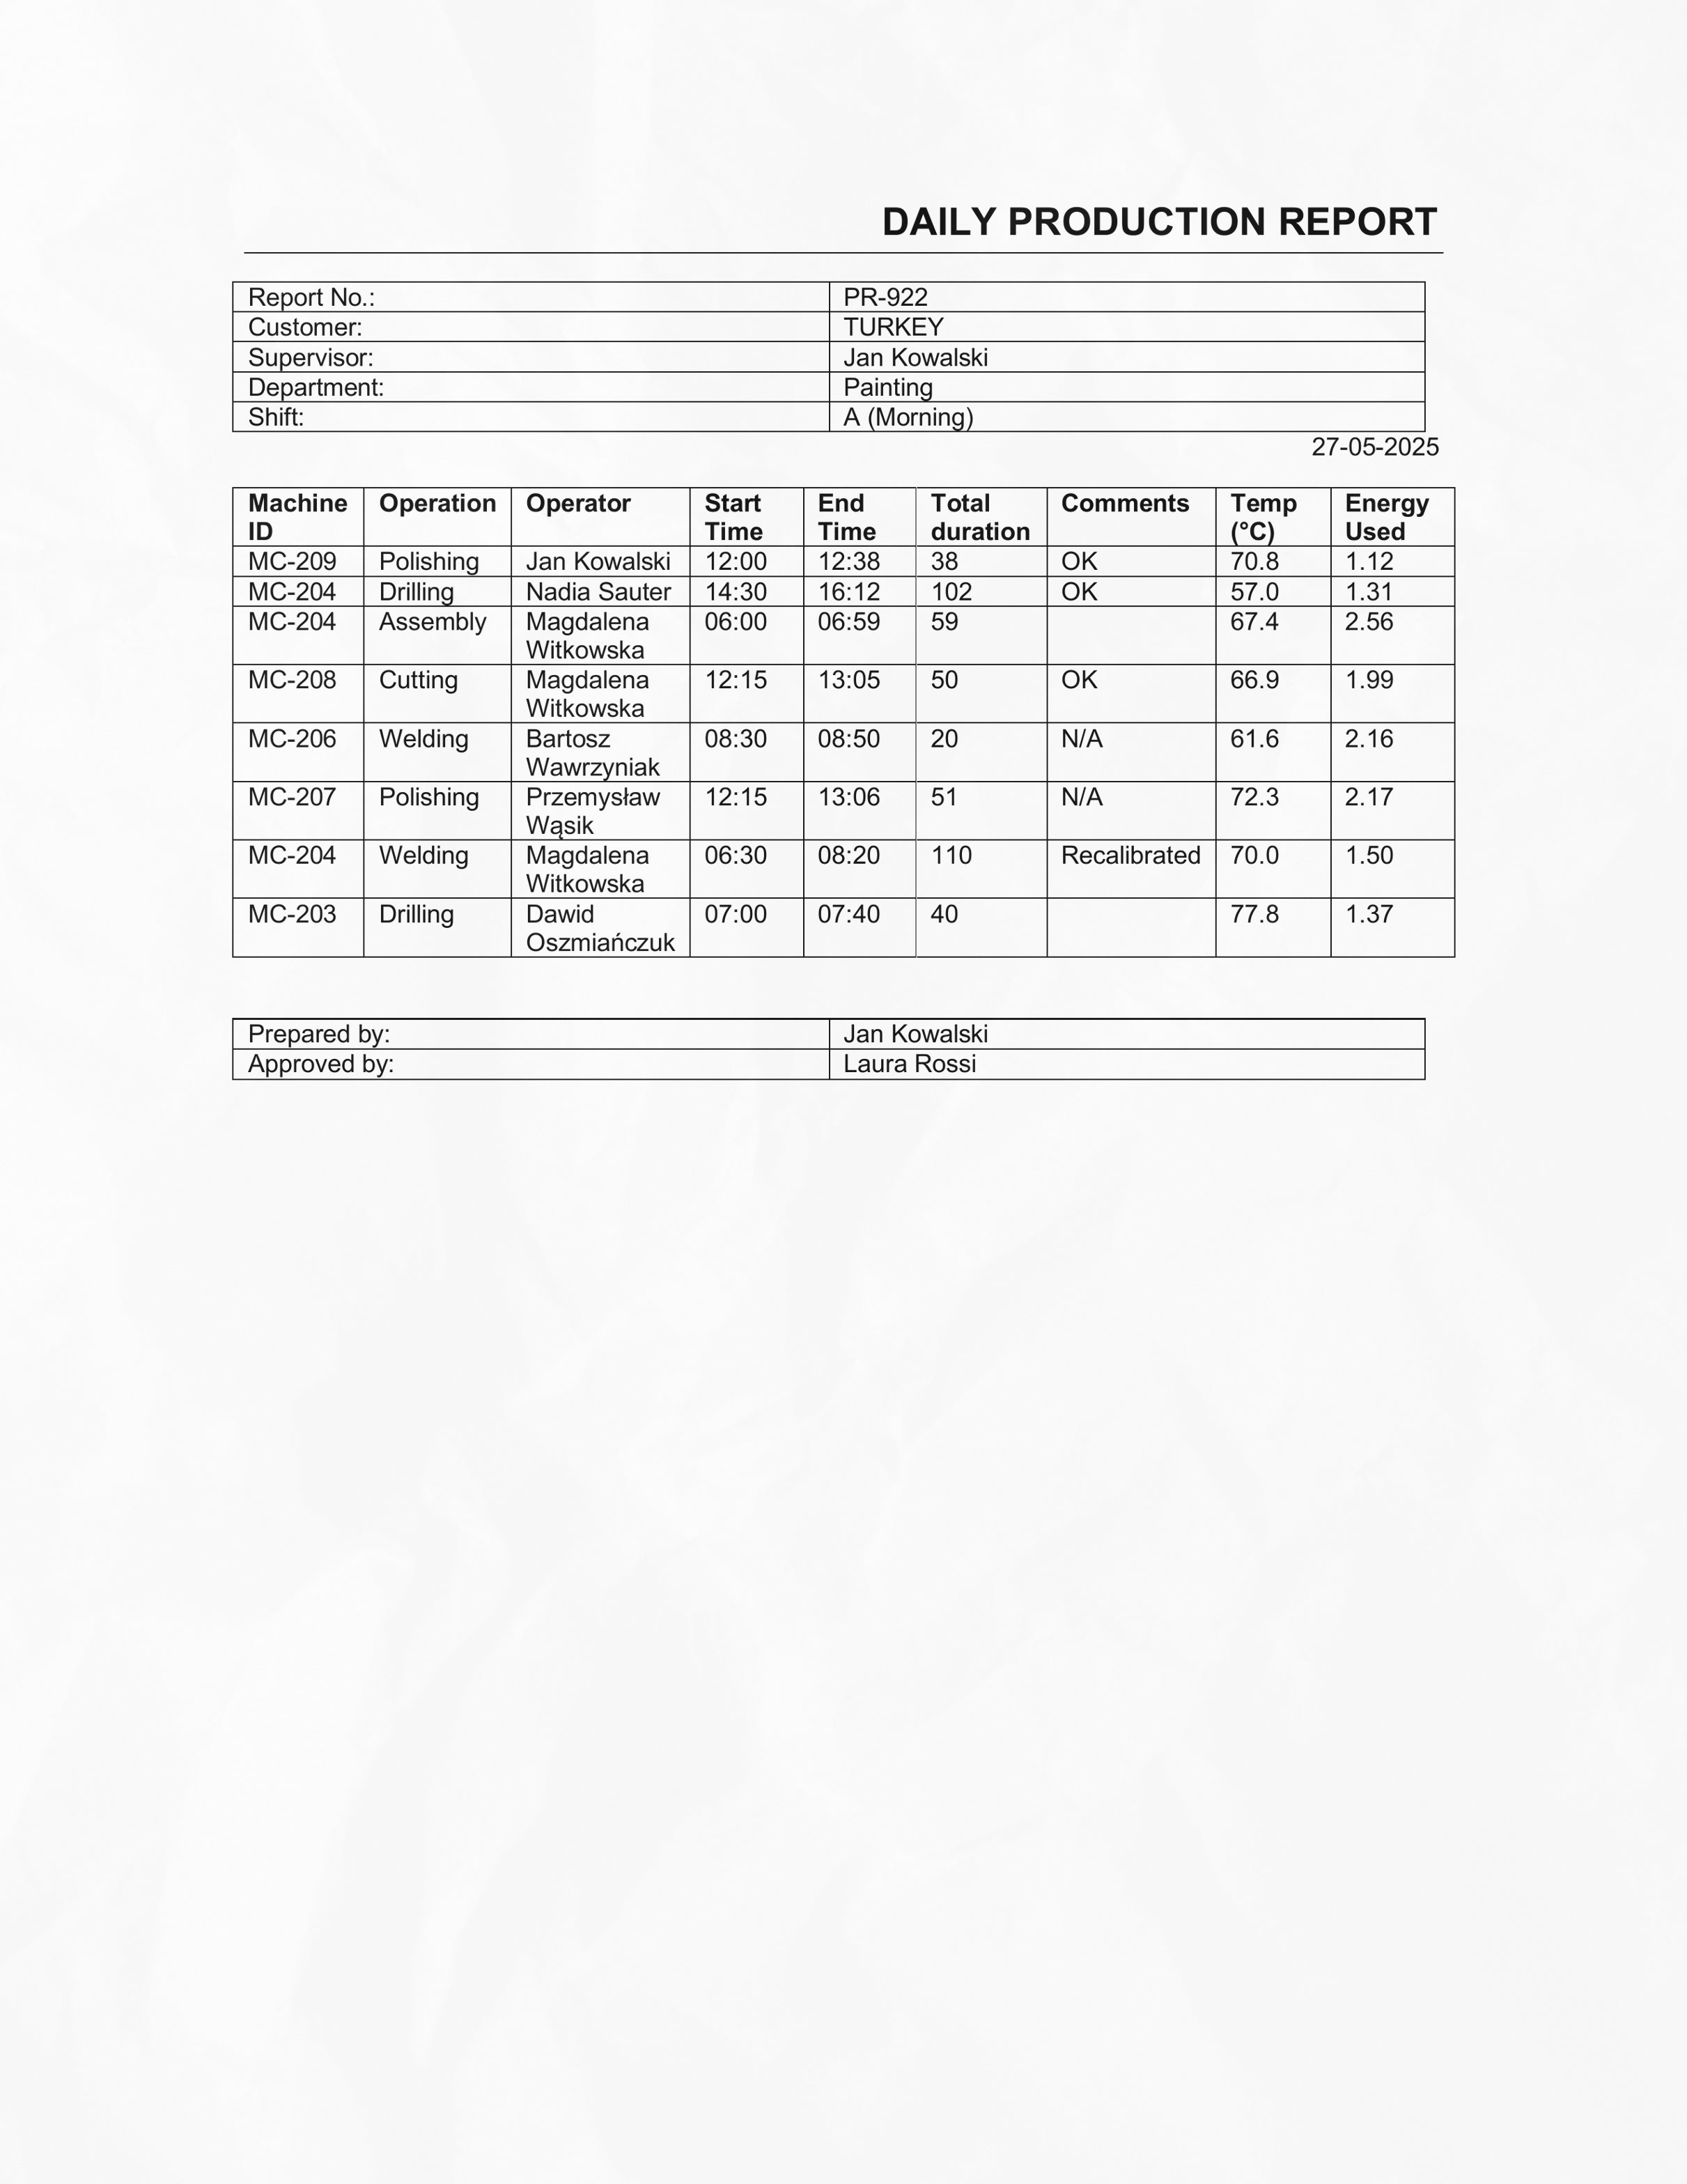 DAILY PRODUCTION REPORT
Report No.: PR-922
Customer: TURKEY
Supervisor: Jan Kowalski
Department: Painting
Shift: A (Morning)
27-05-2025
Machine ID Operation Operator Start Time End Time Total duration Comments Temp (°C) Energy Used
MC-209 Polishing Jan Kowalski 12:00 12:38 38 OK 70.8 1.12
MC-204 Drilling Nadia Sauter 14:30 16:12 102 OK 57.0 1.31
MC-204 Assembly Magdalena Witkowska 06:00 06:59 59 67.4 2.56
MC-208 Cutting Magdalena Witkowska 12:15 13:05 50 OK 66.9 1.99
MC-206 Welding Bartosz Wawrzyniak 08:30 08:50 20 N/A 61.6 2.16
MC-207 Polishing Przemysław Wąsik 12:15 13:06 51 N/A 72.3 2.17
MC-204 Welding Magdalena Witkowska 06:30 08:20 110 Recalibrated 70.0 1.50
MC-203 Drilling Dawid Oszmiańczuk 07:00 07:40 40 77.8 1.37
Prepared by: Jan Kowalski
Approved by: Laura Rossi